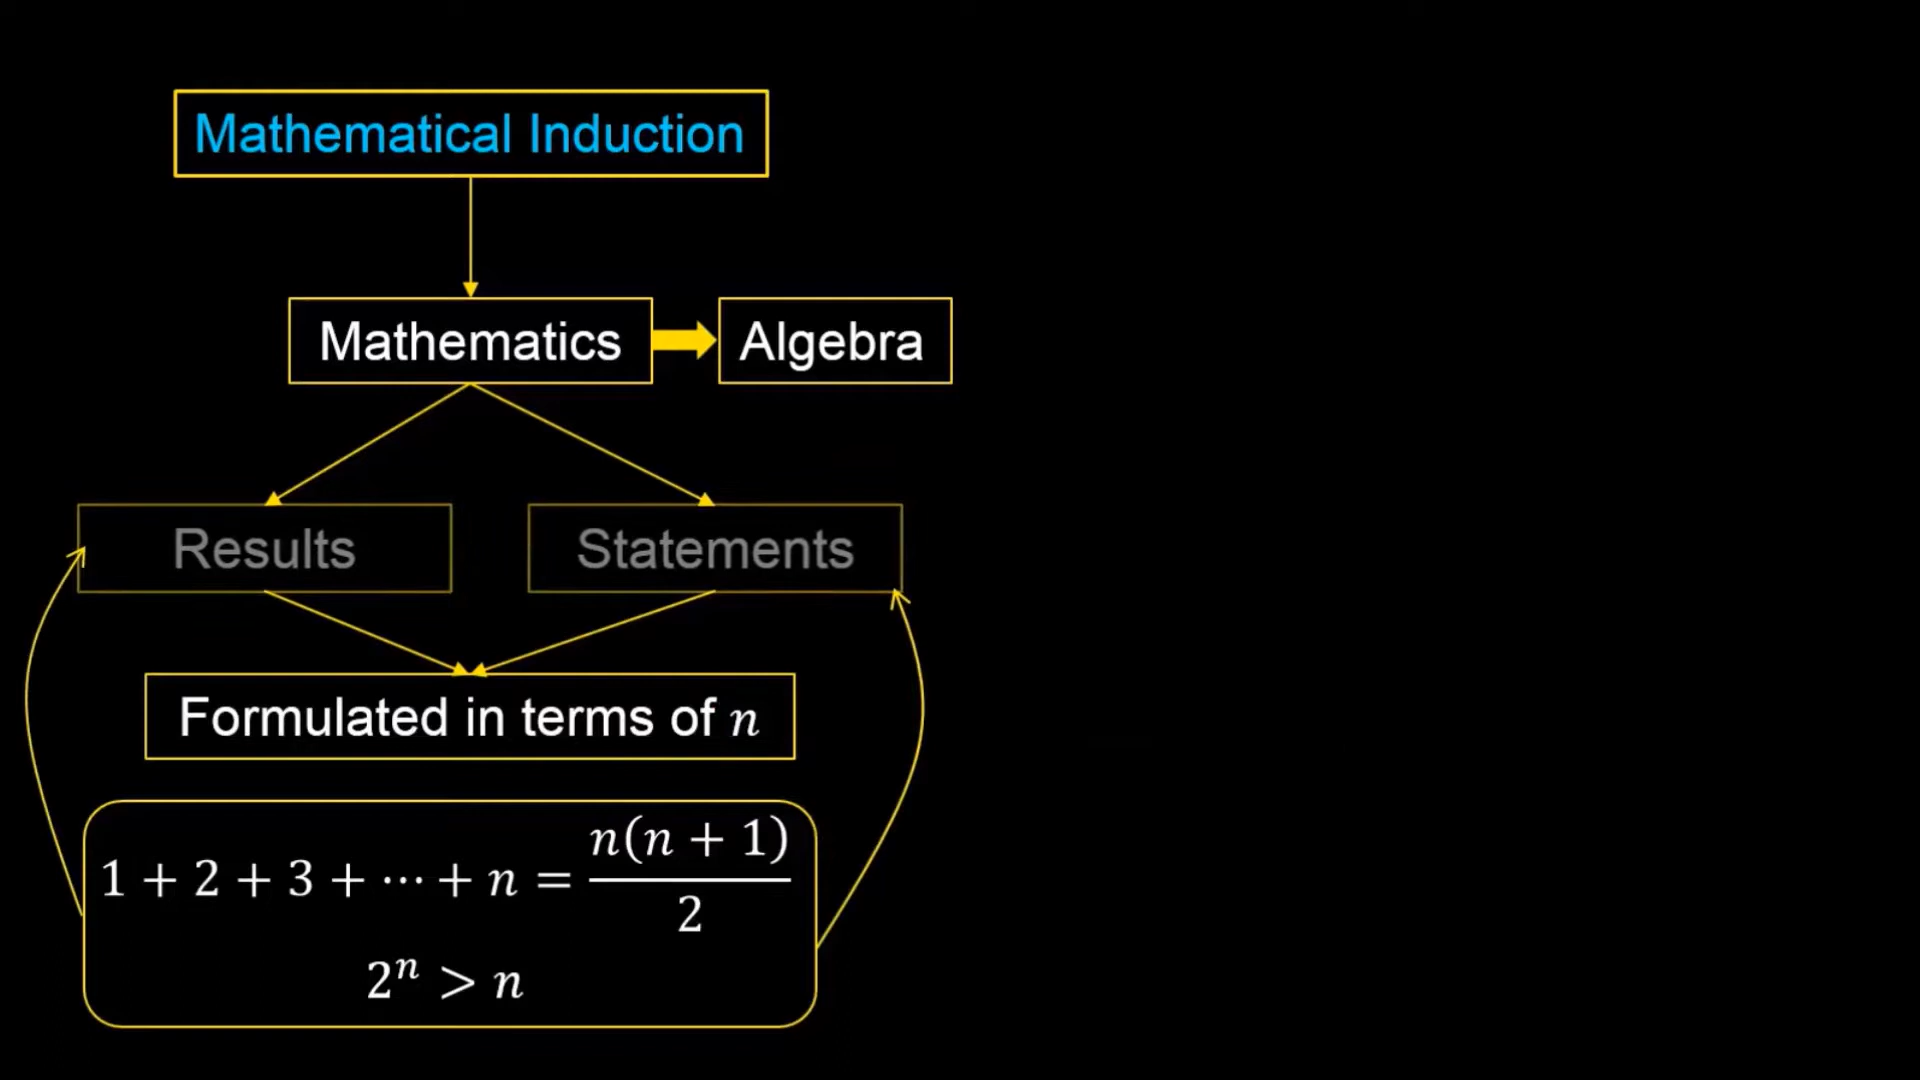 Mathematical Induction
Mathematics
Algebra
Results
Statements
Formulated in terms of n
1 + 2 + 3 + ⋯ + n = n(n + 1)/2
2ⁿ > n